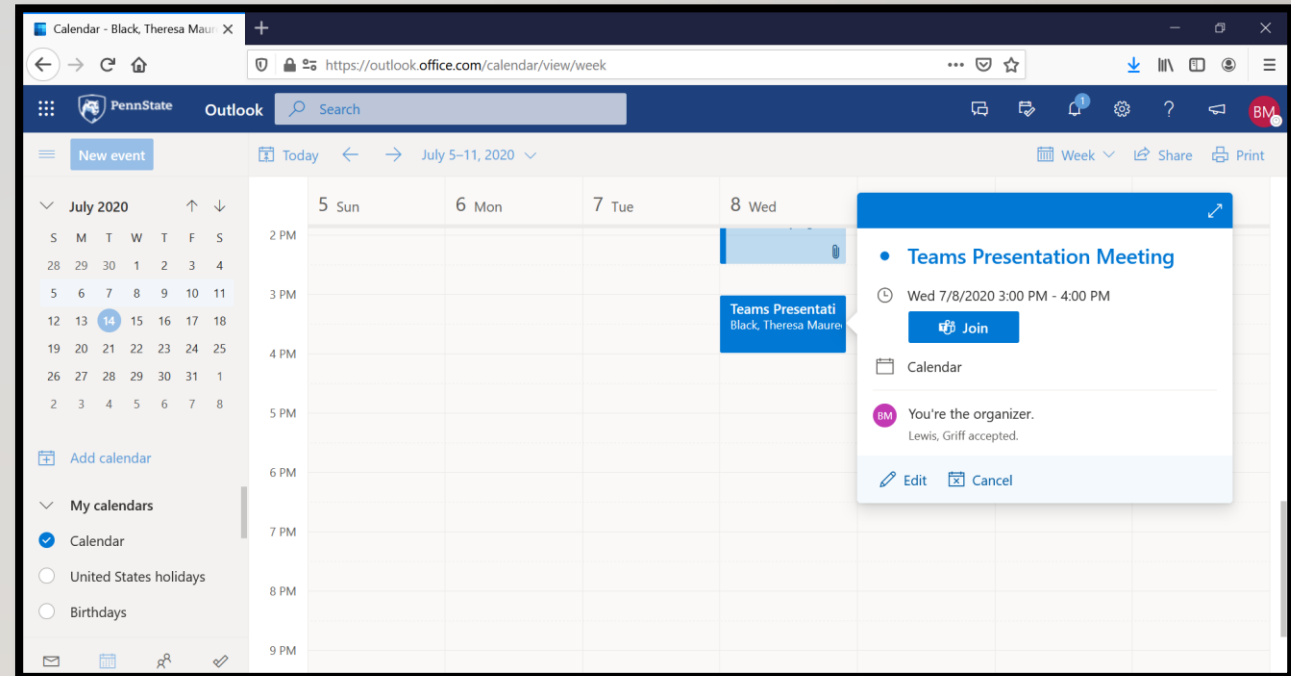 Calendar - Black, Theresa Maur
https://outlook.office.com/calendar/view/week
PennState
Outlook
Search
1
BM
New event
Today
July 5–11, 2020
Week
Share
Print
July 2020
S M T W T F S
28 29 30 1 2 3 4
5 6 7 8 9 10 11
12 13 14 15 16 17 18
19 20 21 22 23 24 25
26 27 28 29 30 31 1
2 3 4 5 6 7 8
Add calendar
My calendars
Calendar
United States holidays
Birthdays
5 Sun
6 Mon
7 Tue
8 Wed
2 PM
3 PM
4 PM
5 PM
6 PM
7 PM
8 PM
9 PM
Teams Presentati
Black, Theresa Maure
Teams Presentation Meeting
Wed 7/8/2020 3:00 PM - 4:00 PM
Join
Calendar
BM
You're the organizer.
Lewis, Griff accepted.
Edit
Cancel